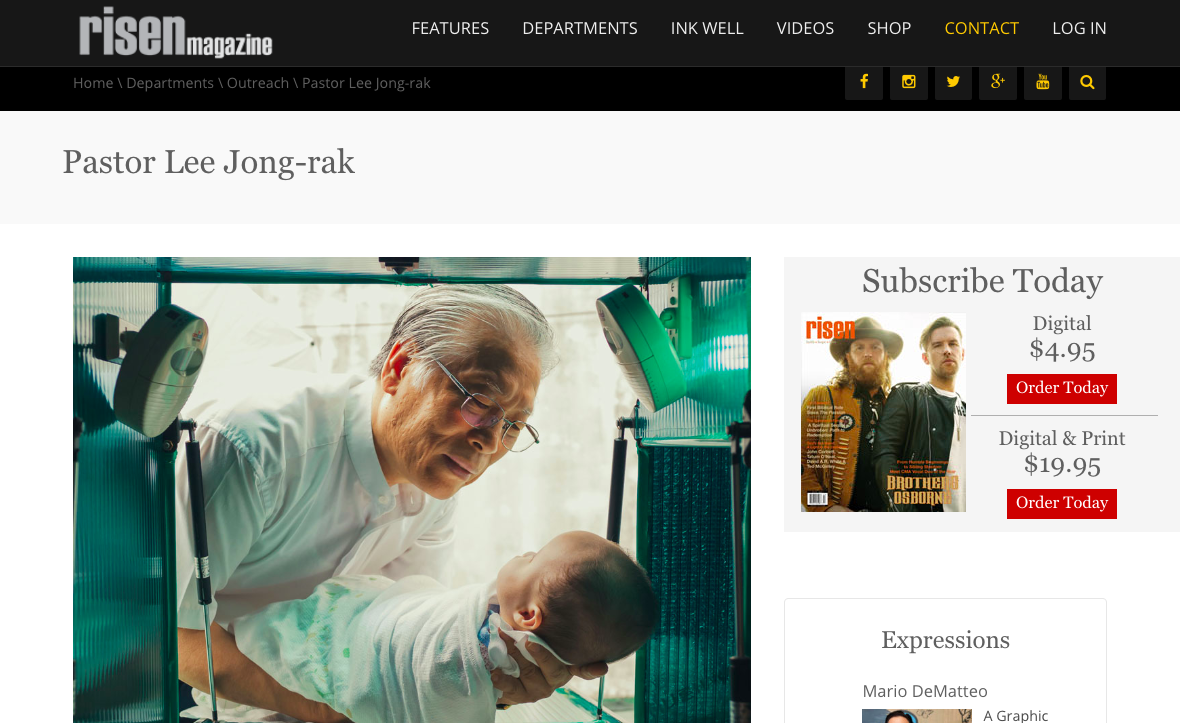 risen magazine
FEATURES DEPARTMENTS INK WELL VIDEOS SHOP CONTACT LOG IN
Home \ Departments \ Outreach \ Pastor Lee Jong-rak
Pastor Lee Jong-rak
Subscribe Today
risen
BROTHERS
OSBORNE
Digital
$4.95
Order Today
Digital & Print
$19.95
Order Today
Expressions
Mario DeMatteo
A Graphic